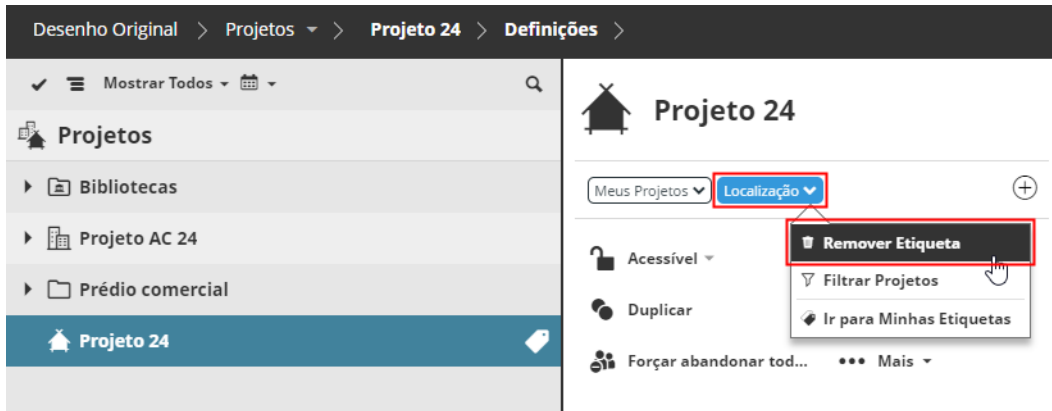 Desenho Original > Projetos > Projeto 24 > Definições >
Mostrar Todos
Projetos
Bibliotecas
Projeto AC 24
Prédio comercial
Projeto 24
Projeto 24
Meus Projetos Localização
Remover Etiqueta
Filtrar Projetos
Ir para Minhas Etiquetas
Acessível
Duplicar
Forçar abandonar tod... ••• Mais